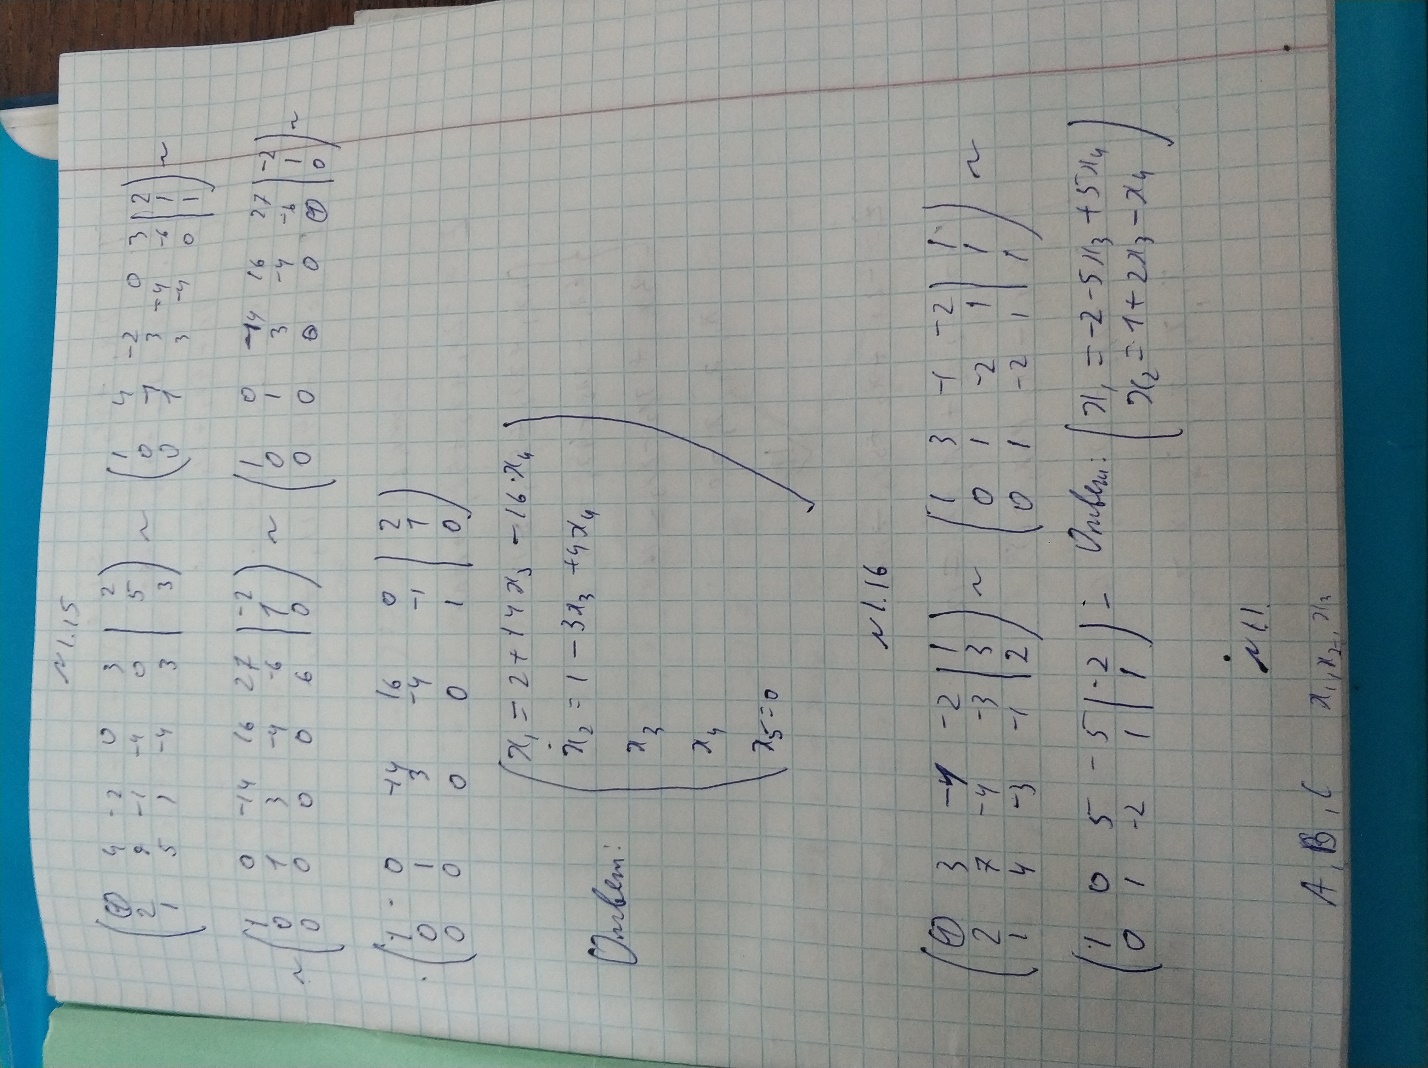 N 1.15
( 1 4 -2 0 3 | 2
2 9 -1 -4 0 | 5
1 5 1 -4 3 | 3 ) ~ ( 1 4 -2 0 3 | 2
0 1 3 -4 -6 | 1
0 1 3 -4 0 | 1 ) ~
~ ( 1 0 -14 16 27 | -2
0 1 3 -4 -6 | 1
0 0 0 0 6 | 0 ) ~ ( 1 0 -14 16 27 | -2
0 1 3 -4 -6 | 1
0 0 0 0 1 | 0 ) ~
( 1 0 -14 16 0 | 2
0 1 3 -4 -1 | 1
0 0 0 0 1 | 0 )
Ответ: ( x₁ = 2 + 14x₃ - 16·x₄
x₂ = 1 - 3x₃ + 4x₄
x₃
x₄
x₅ = 0 )
N 1.16
( 1 3 -1 -2 | 1
2 7 -4 -3 | 3
1 4 -3 -1 | 2 ) ~ ( 1 3 -1 -2 | 1
0 1 -2 1 | 1
0 1 -2 1 | 1 ) ~
( 1 0 5 -5 | -2
0 1 -2 1 | 1 ) = Ответ: ( x₁ = -2 - 5x₃ + 5x₄
x₂ = 1 + 2x₃ - x₄ )
N 1.1.
A, B, C x₁, x₂, x₃